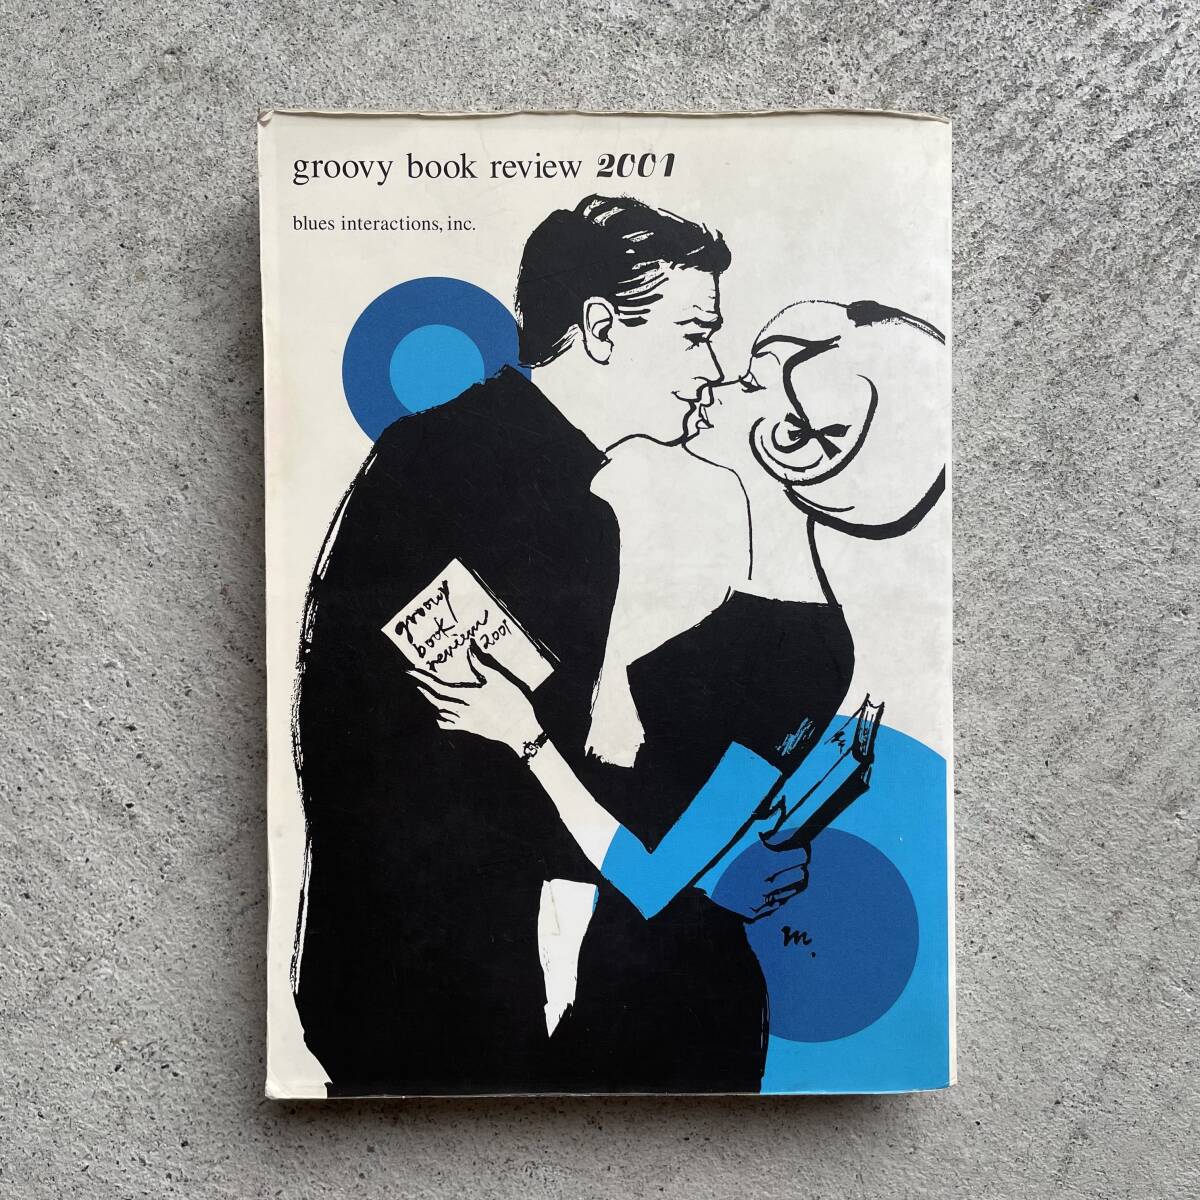 groovy book review 2001
blues interactions, inc.
groovy
book
review 2001
m.